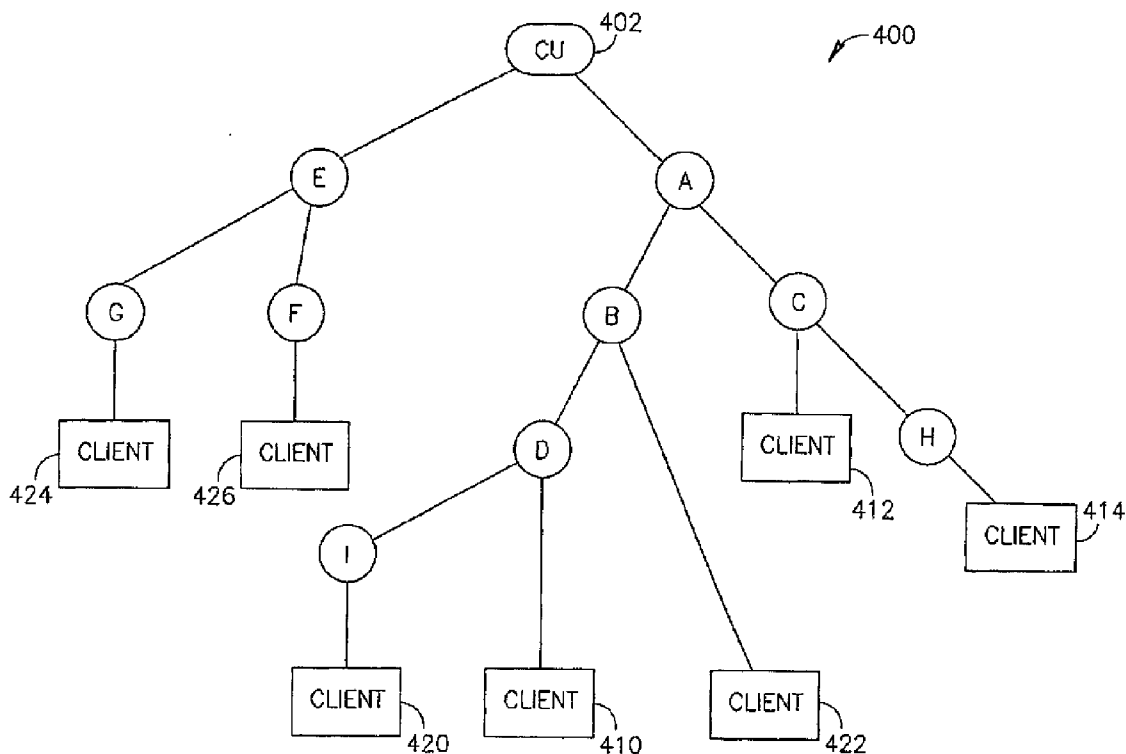 CU
402
400
E
A
G
F
B
C
CLIENT
424
CLIENT
426
D
CLIENT
412
H
CLIENT
414
I
CLIENT
420
CLIENT
410
CLIENT
422